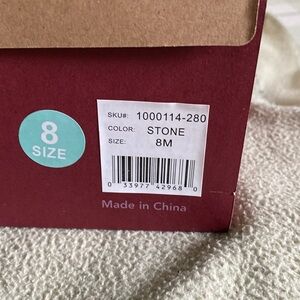 8
SIZE
SKU#: 1000114-280
COLOR: STONE
SIZE: 8M
0 33977 42968 0
Made in China